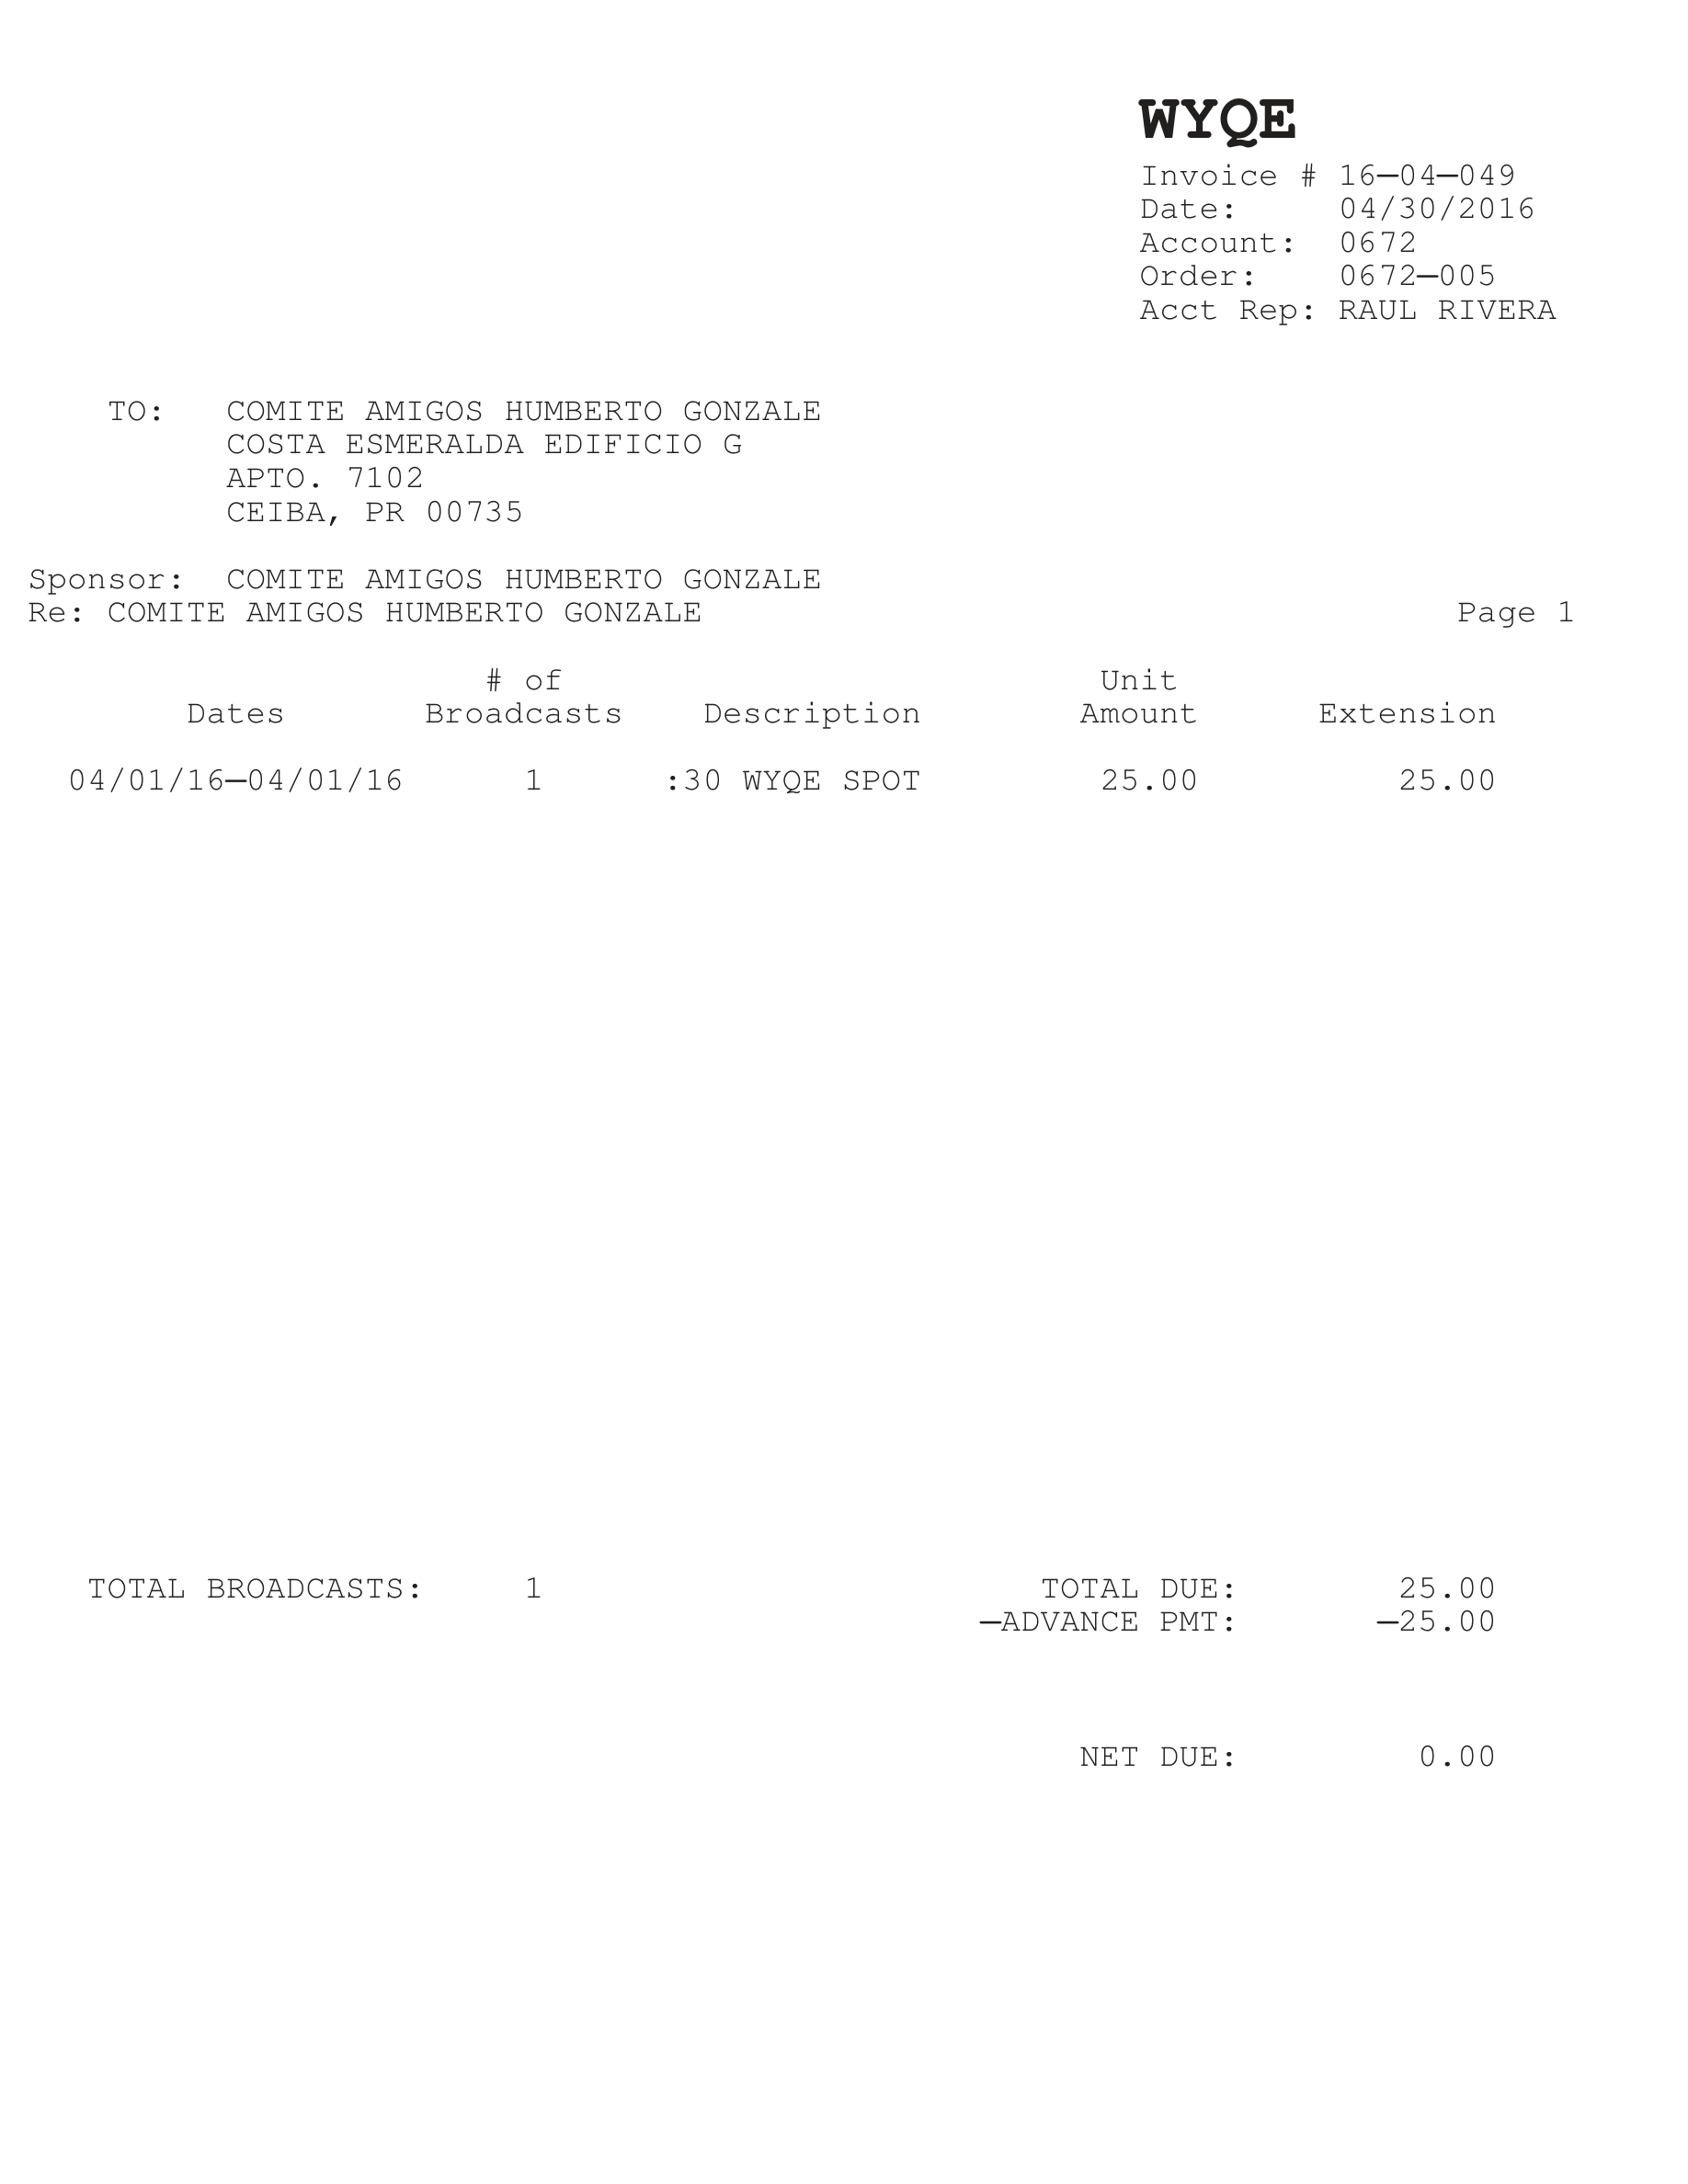 WYQE
Invoice # 16-04-049
Date: 04/30/2016
Account: 0672
Order: 0672-005
Acct Rep: RAUL RIVERA
TO: COMITE AMIGOS HUMBERTO GONZALE
COSTA ESMERALDA EDIFICIO G
APTO. 7102
CEIBA, PR 00735
Sponsor: COMITE AMIGOS HUMBERTO GONZALE
Re: COMITE AMIGOS HUMBERTO GONZALE Page 1
# of Unit
Dates Broadcasts Description Amount Extension
04/01/16-04/01/16 1 :30 WYQE SPOT 25.00 25.00
TOTAL BROADCASTS: 1 TOTAL DUE: 25.00
-ADVANCE PMT: -25.00
NET DUE: 0.00